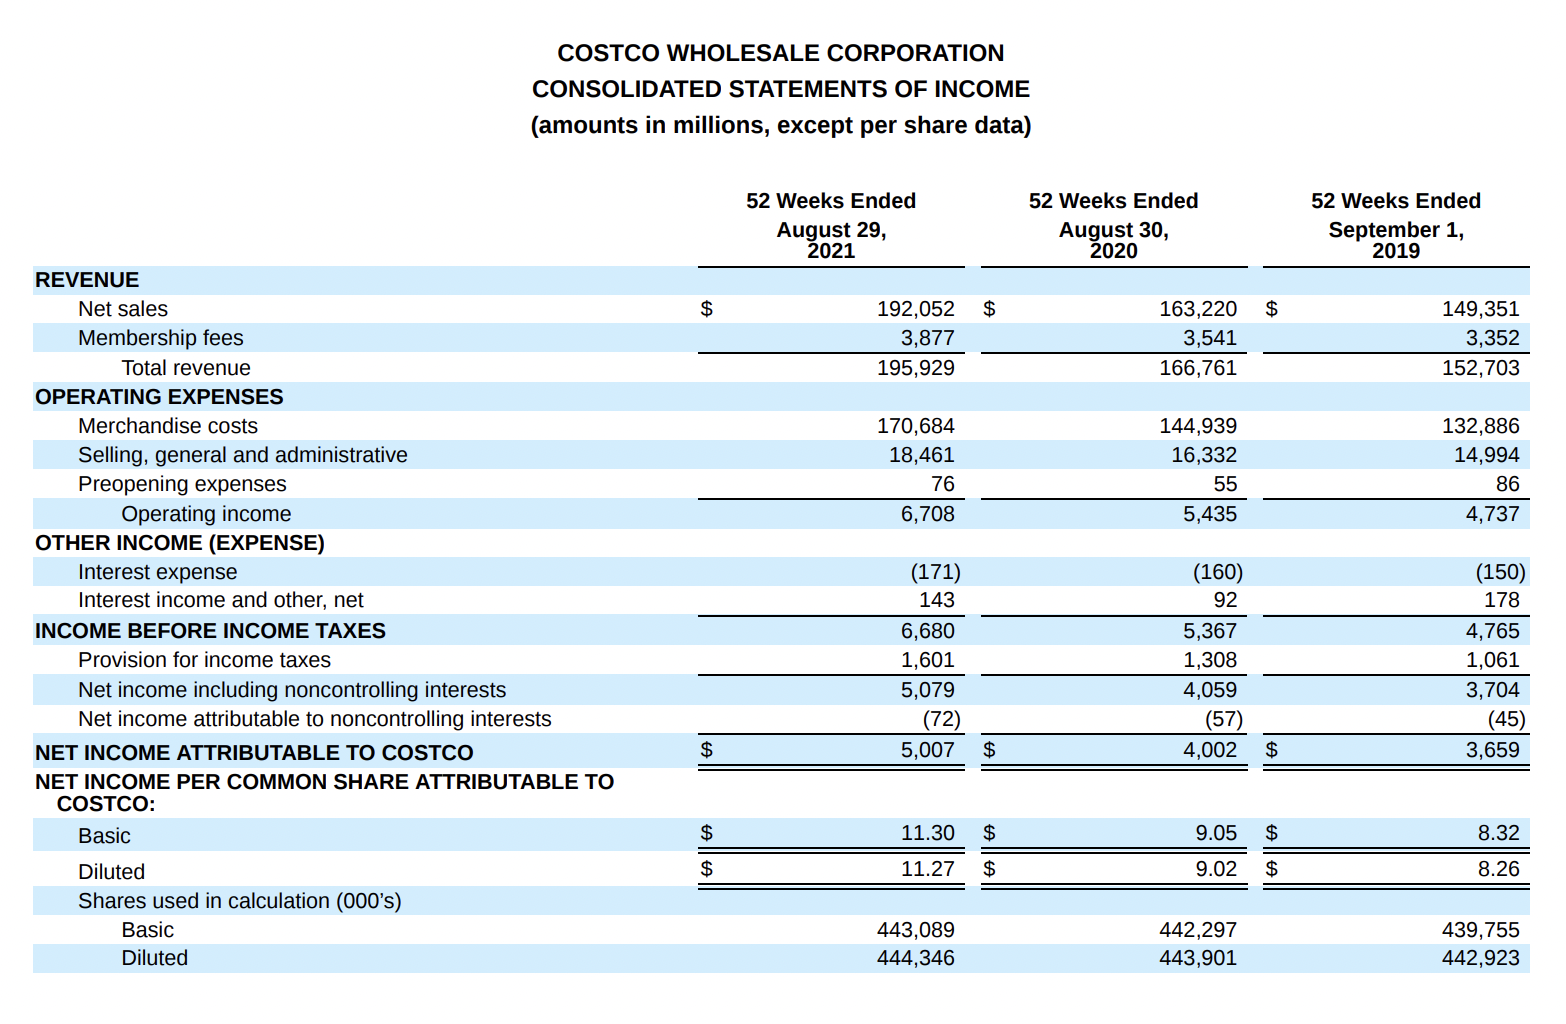 COSTCO WHOLESALE CORPORATION
CONSOLIDATED STATEMENTS OF INCOME
(amounts in millions, except per share data)
52 Weeks Ended 52 Weeks Ended 52 Weeks Ended
August 29, August 30, September 1,
2021 2020 2019
REVENUE
Net sales $ 192,052 $ 163,220 $ 149,351
Membership fees 3,877 3,541 3,352
Total revenue 195,929 166,761 152,703
OPERATING EXPENSES
Merchandise costs 170,684 144,939 132,886
Selling, general and administrative 18,461 16,332 14,994
Preopening expenses 76 55 86
Operating income 6,708 5,435 4,737
OTHER INCOME (EXPENSE)
Interest expense (171) (160) (150)
Interest income and other, net 143 92 178
INCOME BEFORE INCOME TAXES 6,680 5,367 4,765
Provision for income taxes 1,601 1,308 1,061
Net income including noncontrolling interests 5,079 4,059 3,704
Net income attributable to noncontrolling interests (72) (57) (45)
NET INCOME ATTRIBUTABLE TO COSTCO $ 5,007 $ 4,002 $ 3,659
NET INCOME PER COMMON SHARE ATTRIBUTABLE TO
COSTCO:
Basic $ 11.30 $ 9.05 $ 8.32
Diluted $ 11.27 $ 9.02 $ 8.26
Shares used in calculation (000’s)
Basic 443,089 442,297 439,755
Diluted 444,346 443,901 442,923